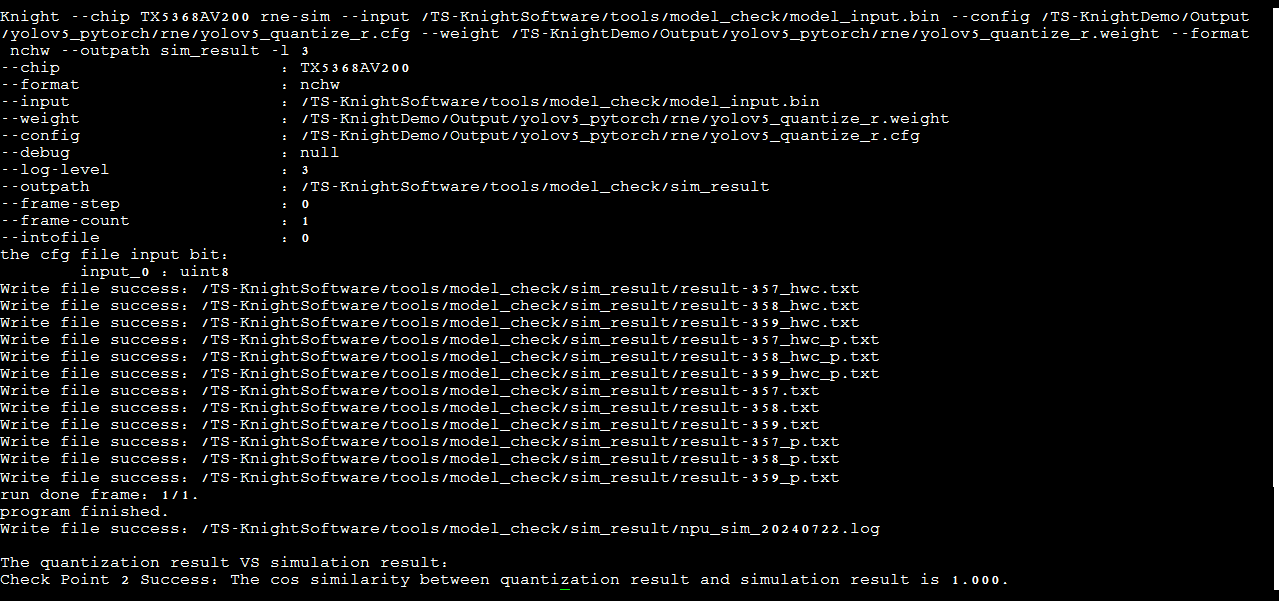 Knight --chip TX5368AV200 rne-sim --input /TS-KnightSoftware/tools/model_check/model_input.bin --config /TS-KnightDemo/Output
/yolov5_pytorch/rne/yolov5_quantize_r.cfg --weight /TS-KnightDemo/Output/yolov5_pytorch/rne/yolov5_quantize_r.weight --format
nchw --outpath sim_result -l 3
--chip : TX5368AV200
--format : nchw
--input : /TS-KnightSoftware/tools/model_check/model_input.bin
--weight : /TS-KnightDemo/Output/yolov5_pytorch/rne/yolov5_quantize_r.weight
--config : /TS-KnightDemo/Output/yolov5_pytorch/rne/yolov5_quantize_r.cfg
--debug : null
--log-level : 3
--outpath : /TS-KnightSoftware/tools/model_check/sim_result
--frame-step : 0
--frame-count : 1
--intofile : 0
the cfg file input bit:
input_0 : uint8
Write file success: /TS-KnightSoftware/tools/model_check/sim_result/result-357_hwc.txt
Write file success: /TS-KnightSoftware/tools/model_check/sim_result/result-358_hwc.txt
Write file success: /TS-KnightSoftware/tools/model_check/sim_result/result-359_hwc.txt
Write file success: /TS-KnightSoftware/tools/model_check/sim_result/result-357_hwc_p.txt
Write file success: /TS-KnightSoftware/tools/model_check/sim_result/result-358_hwc_p.txt
Write file success: /TS-KnightSoftware/tools/model_check/sim_result/result-359_hwc_p.txt
Write file success: /TS-KnightSoftware/tools/model_check/sim_result/result-357.txt
Write file success: /TS-KnightSoftware/tools/model_check/sim_result/result-358.txt
Write file success: /TS-KnightSoftware/tools/model_check/sim_result/result-359.txt
Write file success: /TS-KnightSoftware/tools/model_check/sim_result/result-357_p.txt
Write file success: /TS-KnightSoftware/tools/model_check/sim_result/result-358_p.txt
Write file success: /TS-KnightSoftware/tools/model_check/sim_result/result-359_p.txt
run done frame: 1/1.
program finished.
Write file success: /TS-KnightSoftware/tools/model_check/sim_result/npu_sim_20240722.log
The quantization result VS simulation result:
Check Point 2 Success: The cos similarity between quantization result and simulation result is 1.000.